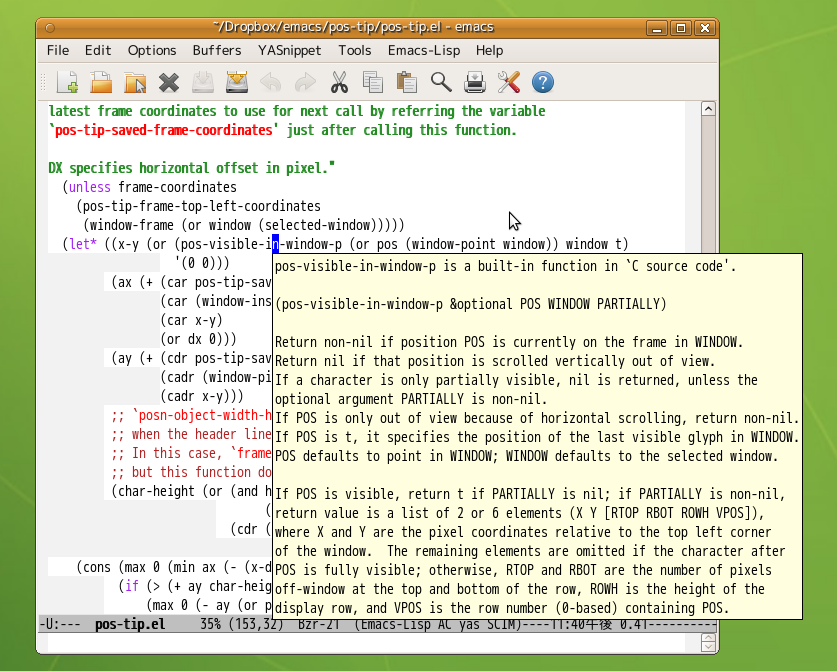 ~/Dropbox/emacs/pos-tip/pos-tip.el - emacs
File Edit Options Buffers YASnippet Tools Emacs-Lisp Help
latest frame coordinates to use for next call by referring the variable
`pos-tip-saved-frame-coordinates' just after calling this function.
DX specifies horizontal offset in pixel."
(unless frame-coordinates
(pos-tip-frame-top-left-coordinates
(window-frame (or window (selected-window)))))
(let* ((x-y (or (pos-visible-in-window-p (or pos (window-point window)) window t)
'(0 0)))
(ax (+ (car pos-tip-sav
(car (window-ins
(car x-y)
(or dx 0)))
(ay (+ (cdr pos-tip-sav
(cadr (window-pi
(cadr x-y)))
;; `posn-object-width-h
;; when the header line
;; In this case, `frame
;; but this function do
(char-height (or (and h
(
(cdr (
(cons (max 0 (min ax (- (x-d
(if (> (+ ay char-heig
(max 0 (- ay (or p
pos-visible-in-window-p is a built-in function in `C source code'.
(pos-visible-in-window-p &optional POS WINDOW PARTIALLY)
Return non-nil if position POS is currently on the frame in WINDOW.
Return nil if that position is scrolled vertically out of view.
If a character is only partially visible, nil is returned, unless the
optional argument PARTIALLY is non-nil.
If POS is only out of view because of horizontal scrolling, return non-nil.
If POS is t, it specifies the position of the last visible glyph in WINDOW.
POS defaults to point in WINDOW; WINDOW defaults to the selected window.
If POS is visible, return t if PARTIALLY is nil; if PARTIALLY is non-nil,
return value is a list of 2 or 6 elements (X Y [RTOP RBOT ROWH VPOS]),
where X and Y are the pixel coordinates relative to the top left corner
of the window.  The remaining elements are omitted if the character after
POS is fully visible; otherwise, RTOP and RBOT are the number of pixels
off-window at the top and bottom of the row, ROWH is the height of the
display row, and VPOS is the row number (0-based) containing POS.
-U:--- pos-tip.el 35% (153,32) Bzr-21 (Emacs-Lisp AC yas SCIM)----11:40午後 0.41----------